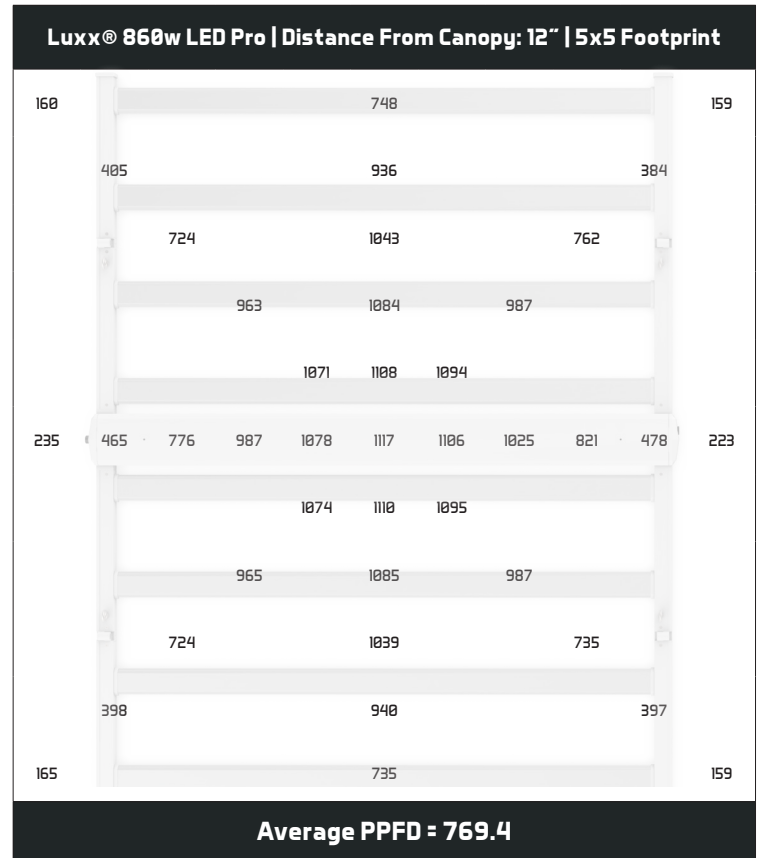 Luxx® 860w LED Pro | Distance From Canopy: 12˝ | 5x5 Footprint
160 748 159
405 936 384
724 1043 762
963 1084 987
1071 1108 1094
235 465 776 987 1078 1117 1106 1025 821 478 223
1074 1110 1095
965 1085 987
724 1039 735
398 940 397
165 735 159
Average PPFD = 769.4